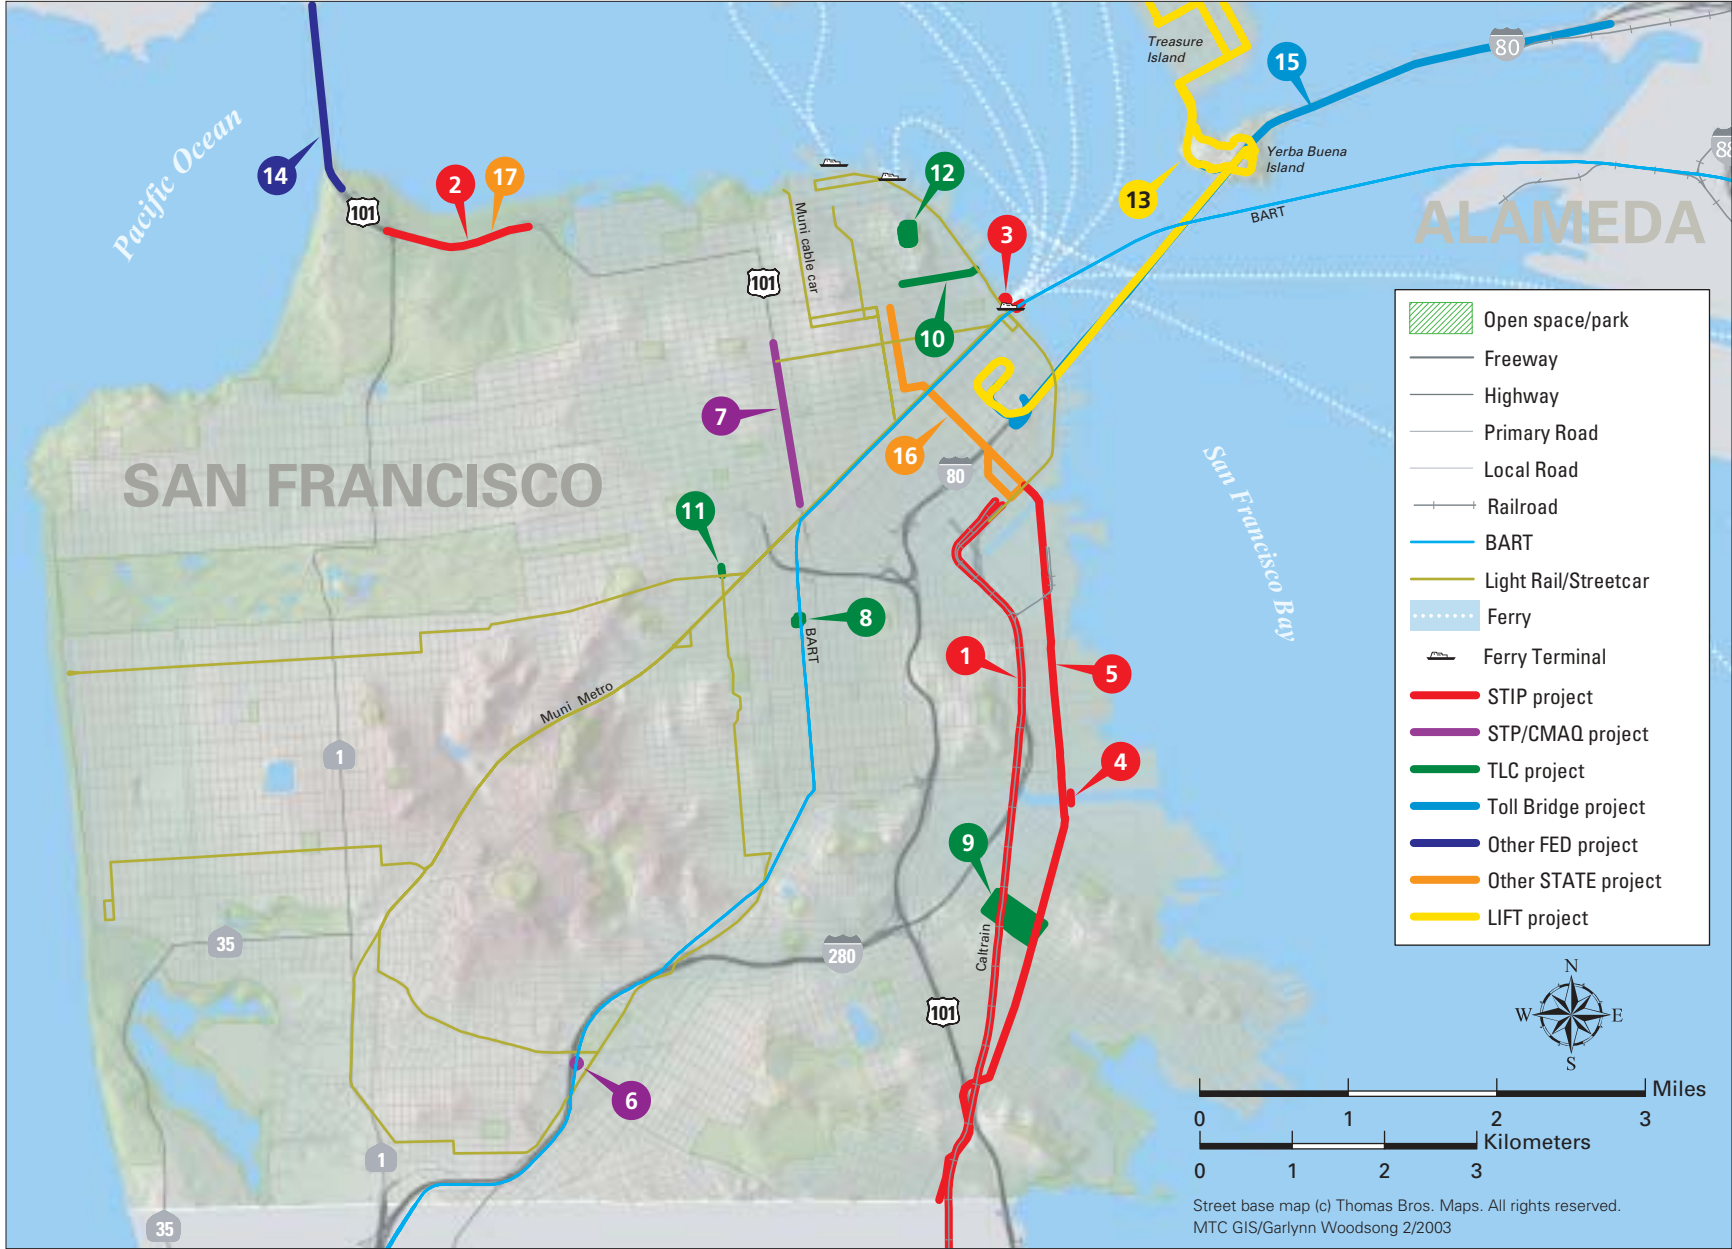 Treasure
Island
80
15
Pacific Ocean
88
14
2
17
12
13
Yerba Buena
Island
101
BART
ALAMEDA
Muni cable car
3
101
10
7
16
80
SAN FRANCISCO
San Francisco Bay
11
8
BART
1
5
Muni Metro
1
4
9
35
280
Caltrain
101
6
1
35
Open space/park
Freeway
Highway
Primary Road
Local Road
Railroad
BART
Light Rail/Streetcar
Ferry
Ferry Terminal
STIP project
STP/CMAQ project
TLC project
Toll Bridge project
Other FED project
Other STATE project
LIFT project
N
W E
S
Miles
0 1 2 3
Kilometers
0 1 2 3
Street base map (c) Thomas Bros. Maps. All rights reserved.
MTC GIS/Garlynn Woodsong 2/2003